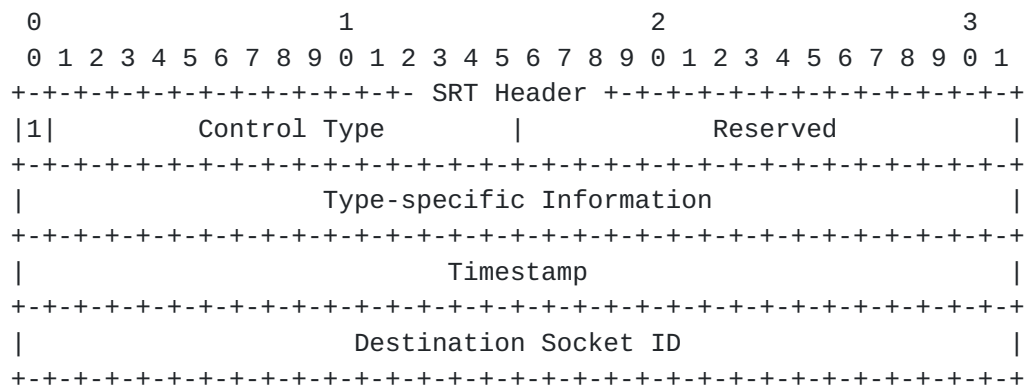 0                   1                   2                   3
 0 1 2 3 4 5 6 7 8 9 0 1 2 3 4 5 6 7 8 9 0 1 2 3 4 5 6 7 8 9 0 1
+-+-+-+-+-+-+-+-+-+-+-+-+- SRT Header +-+-+-+-+-+-+-+-+-+-+-+-+-+
|1|         Control Type        |            Reserved           |
+-+-+-+-+-+-+-+-+-+-+-+-+-+-+-+-+-+-+-+-+-+-+-+-+-+-+-+-+-+-+-+-+
|                   Type-specific Information                   |
+-+-+-+-+-+-+-+-+-+-+-+-+-+-+-+-+-+-+-+-+-+-+-+-+-+-+-+-+-+-+-+-+
|                           Timestamp                           |
+-+-+-+-+-+-+-+-+-+-+-+-+-+-+-+-+-+-+-+-+-+-+-+-+-+-+-+-+-+-+-+-+
|                     Destination Socket ID                     |
+-+-+-+-+-+-+-+-+-+-+-+-+-+-+-+-+-+-+-+-+-+-+-+-+-+-+-+-+-+-+-+-+